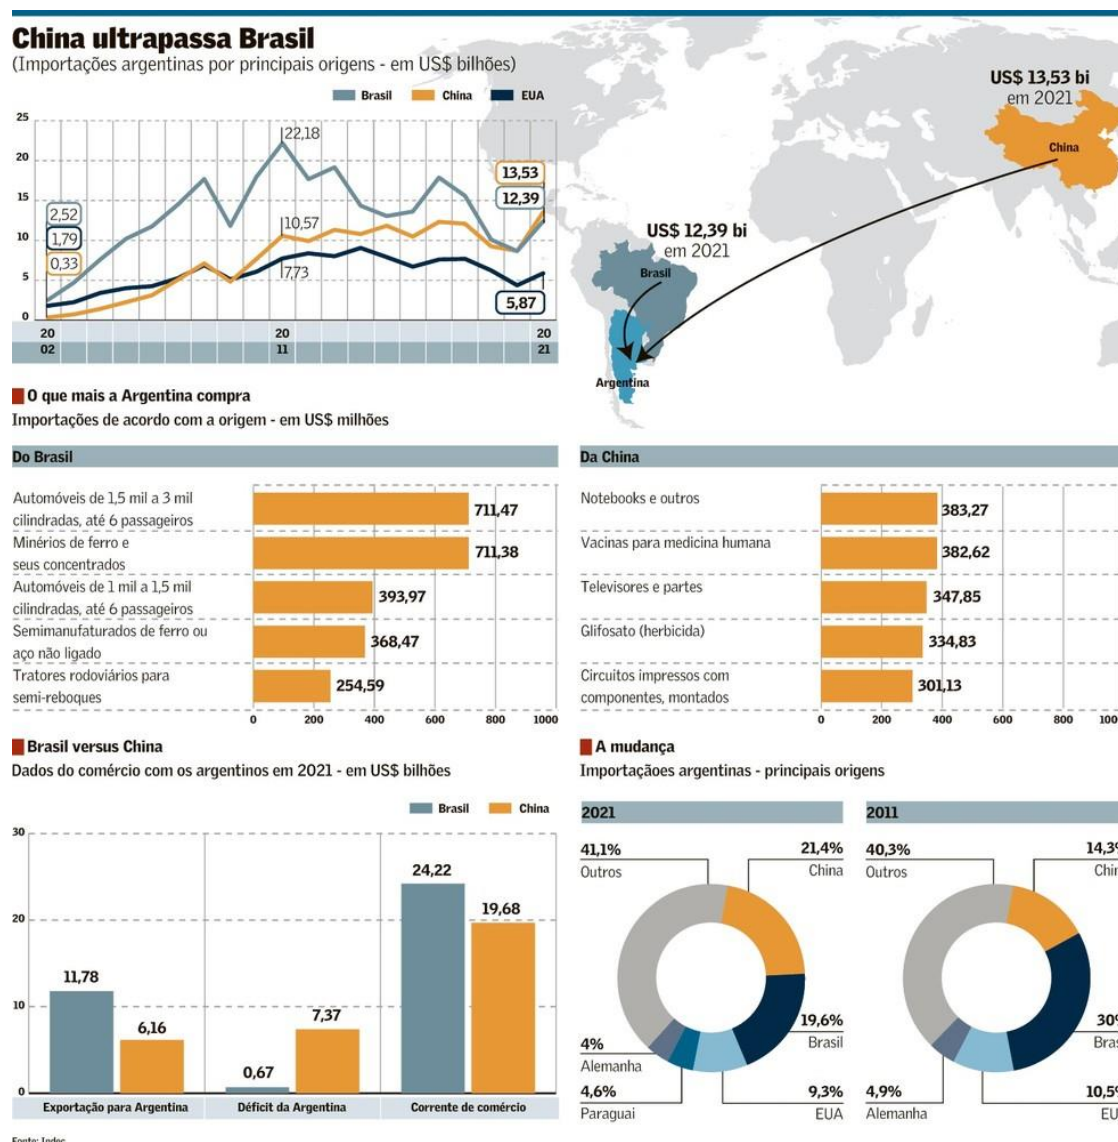 China ultrapassa Brasil
(Importações argentinas por principais origens - em US$ bilhões)
Brasil China EUA
25
20
15
10
5
0
2,52
1,79
0,33
22,18
10,57
7,73
13,53
12,39
5,87
20 20 20
02 11 21
US$ 13,53 bi
em 2021
China
US$ 12,39 bi
em 2021
Brasil
Argentina
O que mais a Argentina compra
Importações de acordo com a origem - em US$ milhões
Do Brasil
Automóveis de 1,5 mil a 3 mil
cilindradas, até 6 passageiros
711,47
Minérios de ferro e
seus concentrados
711,38
Automóveis de 1 mil a 1,5 mil
cilindradas, até 6 passageiros
393,97
Semimanufaturados de ferro ou
aço não ligado
368,47
Tratores rodoviários para
semi-reboques
254,59
0 200 400 600 800 1000
Da China
Notebooks e outros
383,27
Vacinas para medicina humana
382,62
Televisores e partes
347,85
Glifosato (herbicida)
334,83
Circuitos impressos com
componentes, montados
301,13
0 200 400 600 800 100
Brasil versus China
Dados do comércio com os argentinos em 2021 - em US$ bilhões
Brasil China
30
20
10
0
11,78
6,16
0,67
7,37
24,22
19,68
Exportação para Argentina Déficit da Argentina Corrente de comércio
A mudança
Importaçãoes argentinas - principais origens
2021
41,1%
Outros
21,4%
China
19,6%
Brasil
9,3%
EUA
4%
Alemanha
4,6%
Paraguai
2011
40,3%
Outros
14,3%
Chin
30%
Bras
10,5%
EU
4,9%
Alemanha
Fonte: Indec